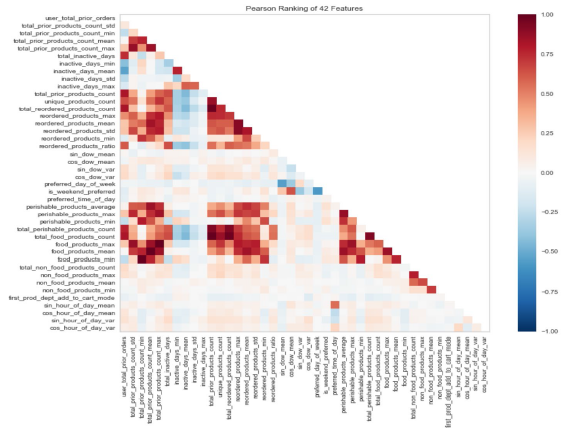 Pearson Ranking of 42 Features
user_total_prior_orders
total_prior_products_count_std
total_prior_products_count_min
total_prior_products_count_mean
total_prior_products_count_max
total_inactive_days
inactive_days_min
inactive_days_mean
inactive_days_std
inactive_days_max
total_prior_products_count
unique_products_count
total_reordered_products_count
reordered_products_max
reordered_products_mean
reordered_products_std
reordered_products_min
reordered_products_ratio
sin_dow_mean
cos_dow_mean
sin_dow_var
cos_dow_var
preferred_day_of_week
is_weekend_preferred
preferred_time_of_day
perishable_products_average
perishable_products_max
perishable_products_min
total_perishable_products_count
total_food_products_count
food_products_max
food_products_mean
food_products_min
total_non_food_products_count
non_food_products_max
non_food_products_mean
non_food_products_min
first_prod_dept_add_to_cart_mode
sin_hour_of_day_mean
cos_hour_of_day_mean
sin_hour_of_day_var
cos_hour_of_day_var
user_total_prior_orders
total_prior_products_count_std
total_prior_products_count_min
total_prior_products_count_mean
total_prior_products_count_max
total_inactive_days
inactive_days_min
inactive_days_mean
inactive_days_std
inactive_days_max
total_prior_products_count
unique_products_count
total_reordered_products_count
reordered_products_max
reordered_products_mean
reordered_products_std
reordered_products_min
reordered_products_ratio
sin_dow_mean
cos_dow_mean
sin_dow_var
cos_dow_var
preferred_day_of_week
is_weekend_preferred
preferred_time_of_day
perishable_products_average
perishable_products_max
perishable_products_min
total_perishable_products_count
total_food_products_count
food_products_max
food_products_mean
food_products_min
total_non_food_products_count
non_food_products_max
non_food_products_mean
non_food_products_min
first_prod_dept_add_to_cart_mode
sin_hour_of_day_mean
cos_hour_of_day_mean
sin_hour_of_day_var
cos_hour_of_day_var
1.00
0.75
0.50
0.25
0.00
−0.25
−0.50
−0.75
−1.00